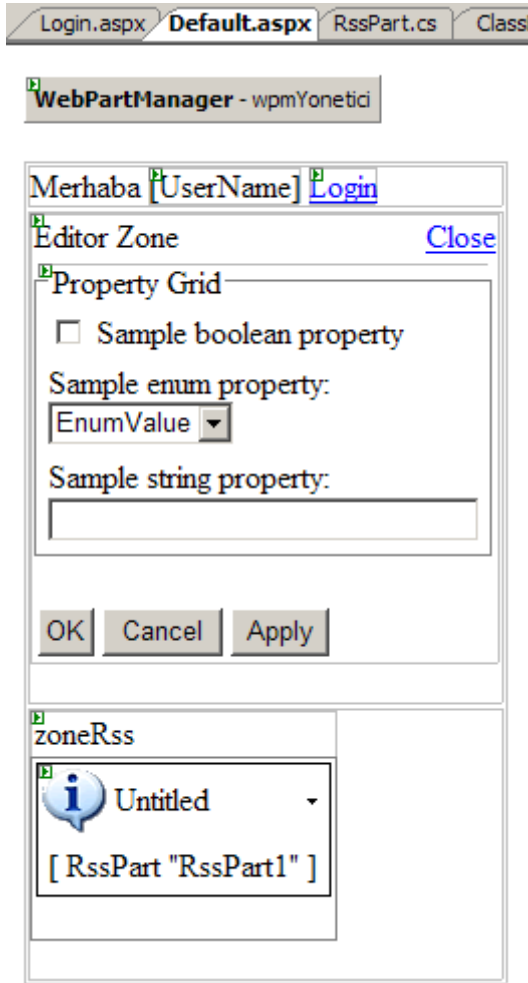 Login.aspx Default.aspx RssPart.cs Class
WebPartManager - wpmYonetici
Merhaba [UserName] Login
Editor Zone Close
Property Grid
Sample boolean property
Sample enum property:
EnumValue
Sample string property:
OK Cancel Apply
zoneRss
Untitled
[ RssPart "RssPart1" ]